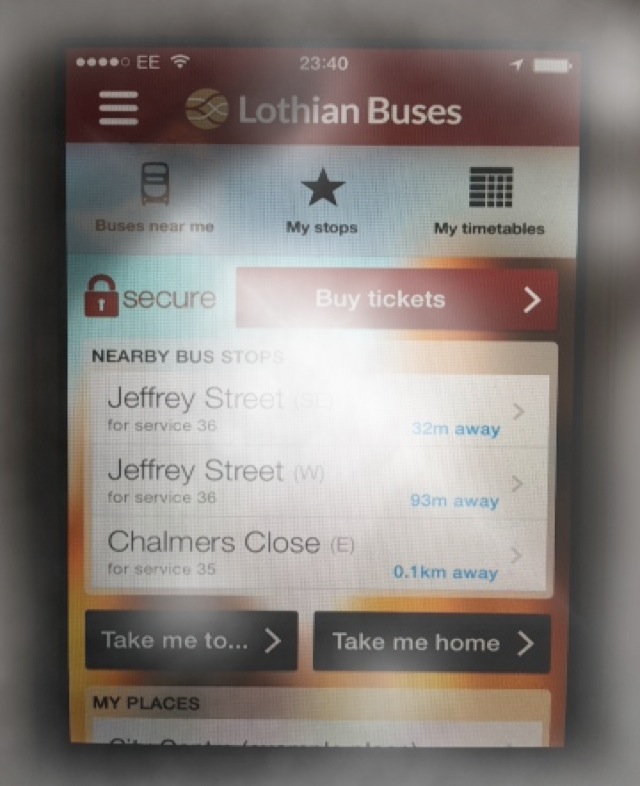 EE 23:40
Lothian Buses
Buses near me My stops My timetables
secure Buy tickets
NEARBY BUS STOPS
Jeffrey Street (SE)
for service 36 32m away
Jeffrey Street (W)
for service 36 93m away
Chalmers Close (E)
for service 35 0.1km away
Take me to... Take me home
MY PLACES